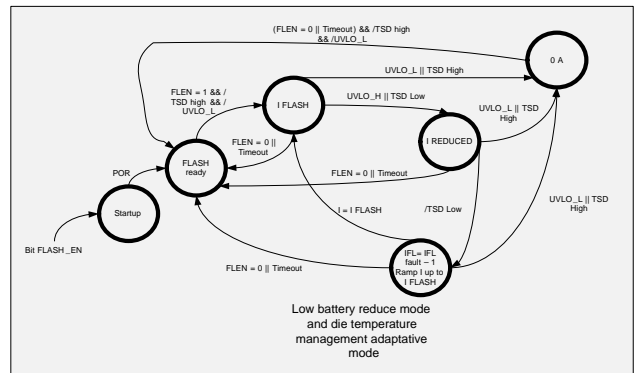 (FLEN = 0 || Timeout) && /TSD high
&& /UVLO_L
0 A
FLEN = 1 && /
TSD high && /
UVLO_L
UVLO_L || TSD High
I FLASH
UVLO_H || TSD Low
UVLO_L || TSD
High
I REDUCED
FLEN = 0 ||
Timeout
FLASH
ready
POR
FLEN = 0 || Timeout
Startup
I = I FLASH
/TSD Low
UVLO_L || TSD
High
Bit FLASH _EN
FLEN = 0 || Timeout
IFL= IFL
fault – 1
Ramp I up to
I FLASH
Low battery reduce mode
and die temperature
management adaptative
mode